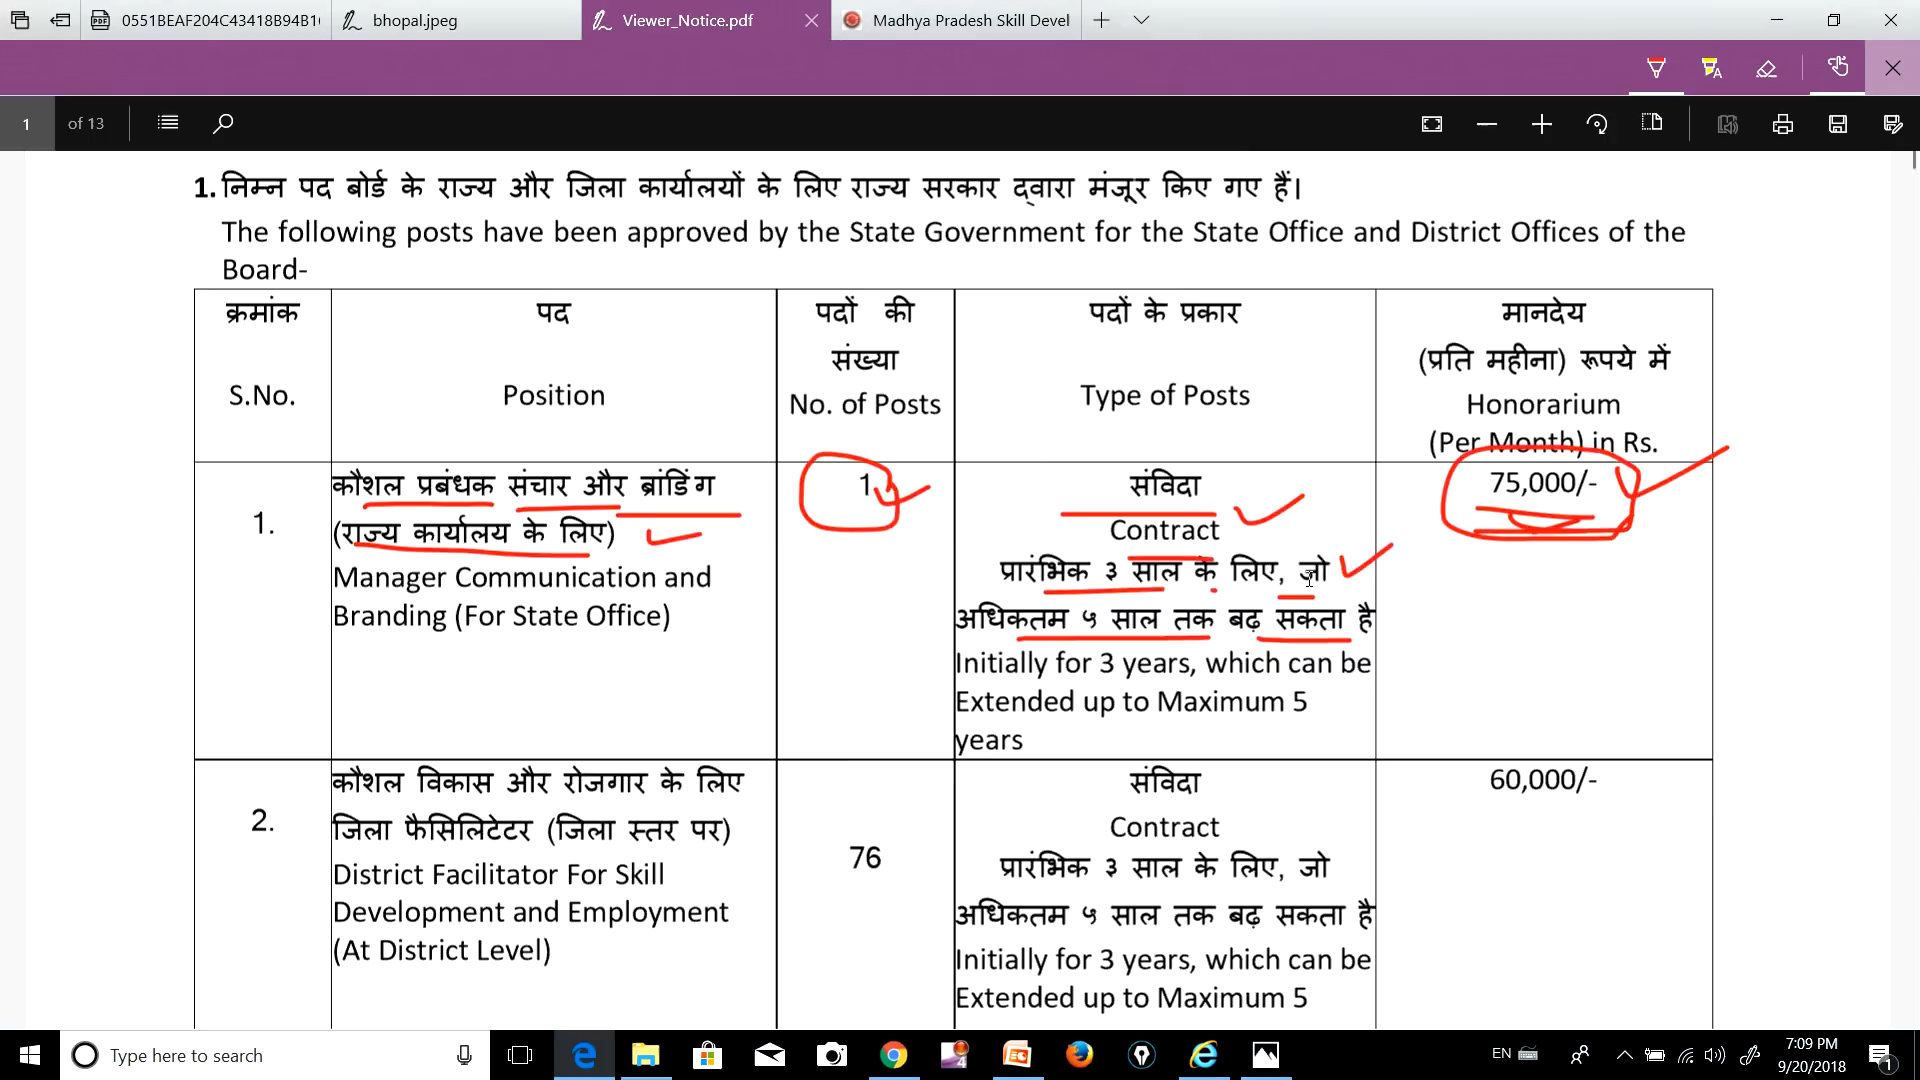 0551BEAF204C43418B94B1
bhopal.jpeg
Viewer_Notice.pdf
Madhya Pradesh Skill Devel
1 of 13
1. निम्न पद बोर्ड के राज्य और जिला कार्यालयों के लिए राज्य सरकार द्वारा मंजूर किए गए हैं।
The following posts have been approved by the State Government for the State Office and District Offices of the
Board-
क्रमांक
S.No.
पद
Position
पदों की
संख्या
No. of Posts
पदों के प्रकार
Type of Posts
मानदेय
(प्रति महीना) रूपये में
Honorarium
(Per Month) in Rs.
1.
कौशल प्रबंधक संचार और ब्रांडिंग
(राज्य कार्यालय के लिए)
Manager Communication and
Branding (For State Office)
1
संविदा
Contract
प्रारंभिक ३ साल के लिए, जो
अधिकतम ५ साल तक बढ़ सकता है
Initially for 3 years, which can be
Extended up to Maximum 5
years
75,000/-
2.
कौशल विकास और रोजगार के लिए
जिला फैसिलिटेटर (जिला स्तर पर)
District Facilitator For Skill
Development and Employment
(At District Level)
76
संविदा
Contract
प्रारंभिक ३ साल के लिए, जो
अधिकतम ५ साल तक बढ़ सकता है
Initially for 3 years, which can be
Extended up to Maximum 5
60,000/-
Type here to search
EN
7:09 PM
9/20/2018
1